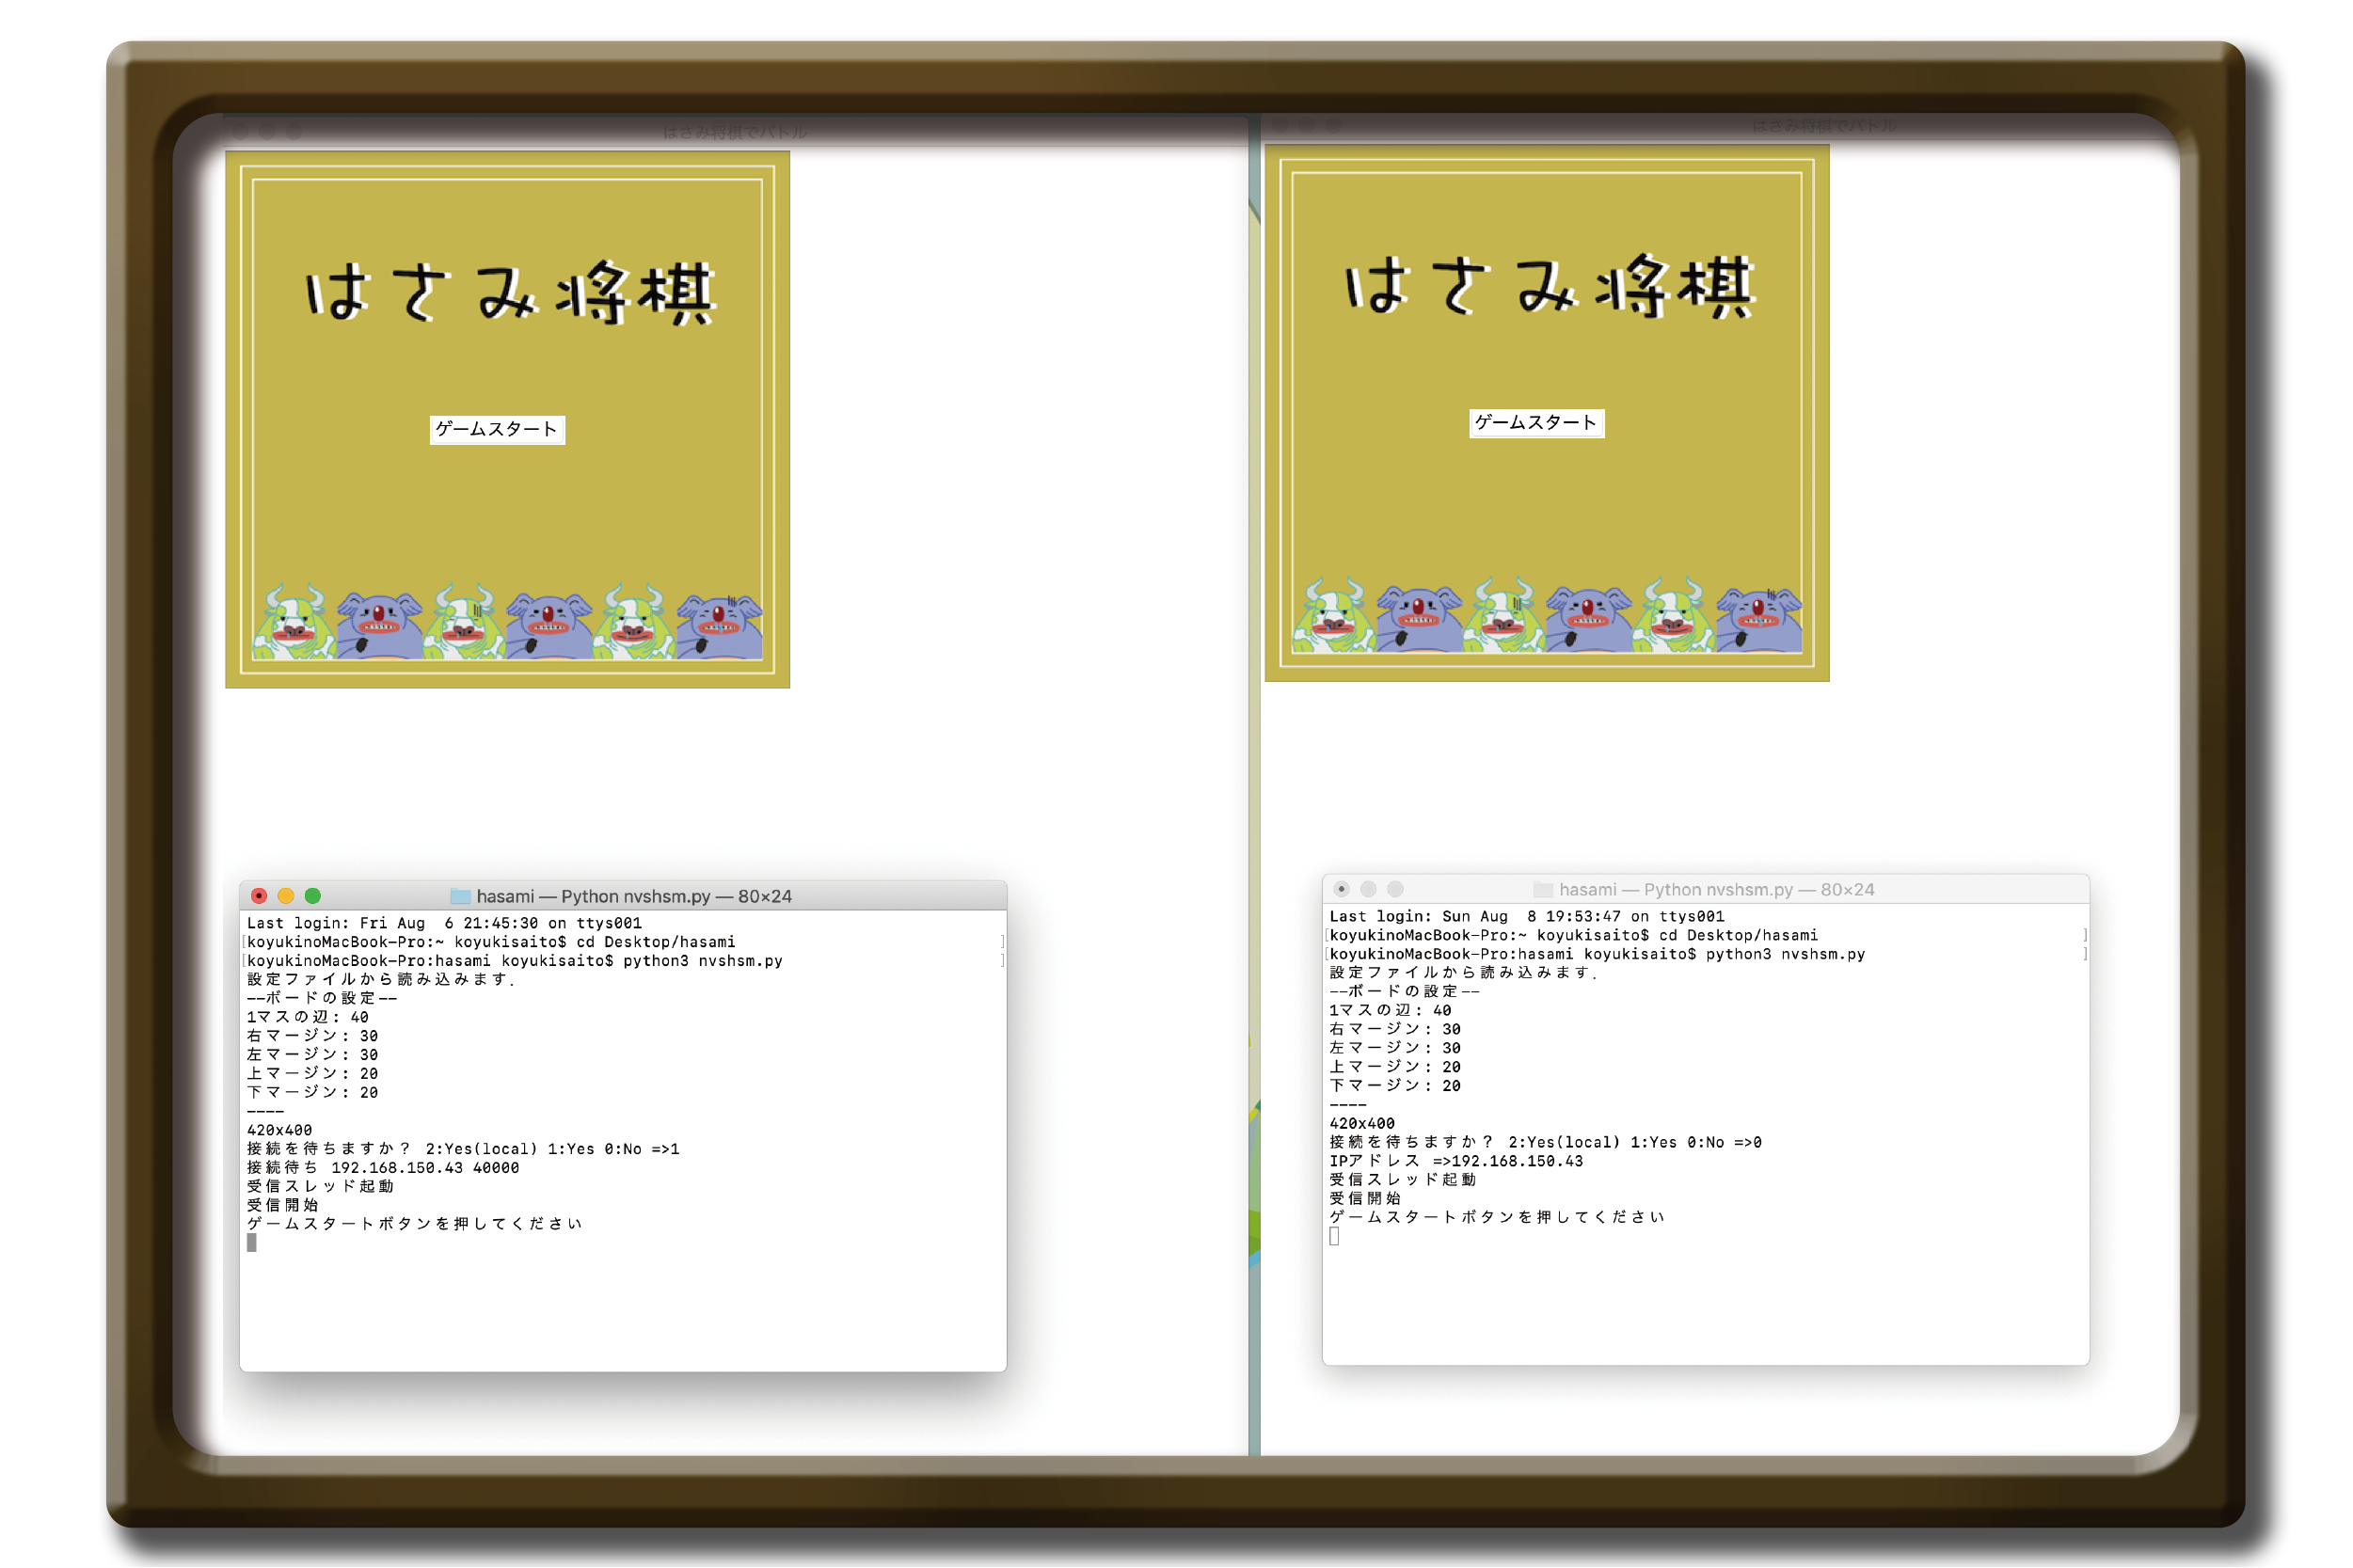 はさみ将棋でバトル
はさみ将棋
ゲームスタート
hasami — Python nvshsm.py — 80×24
Last login: Fri Aug  6 21:45:30 on ttys001
[koyukinoMacBook-Pro:~ koyukisaito$ cd Desktop/hasami ]
[koyukinoMacBook-Pro:hasami koyukisaito$ python3 nvshsm.py ]
設定ファイルから読み込みます.
--ボードの設定--
1マスの辺: 40
右マージン: 30
左マージン: 30
上マージン: 20
下マージン: 20
----
420x400
接続を待ちますか? 2:Yes(local) 1:Yes 0:No =>1
接続待ち 192.168.150.43 40000
受信スレッド起動
受信開始
ゲームスタートボタンを押してください
はさみ将棋でバトル
はさみ将棋
ゲームスタート
hasami — Python nvshsm.py — 80×24
Last login: Sun Aug  8 19:53:47 on ttys001
[koyukinoMacBook-Pro:~ koyukisaito$ cd Desktop/hasami ]
[koyukinoMacBook-Pro:hasami koyukisaito$ python3 nvshsm.py ]
設定ファイルから読み込みます.
--ボードの設定--
1マスの辺: 40
右マージン: 30
左マージン: 30
上マージン: 20
下マージン: 20
----
420x400
接続を待ちますか? 2:Yes(local) 1:Yes 0:No =>0
IPアドレス =>192.168.150.43
受信スレッド起動
受信開始
ゲームスタートボタンを押してください